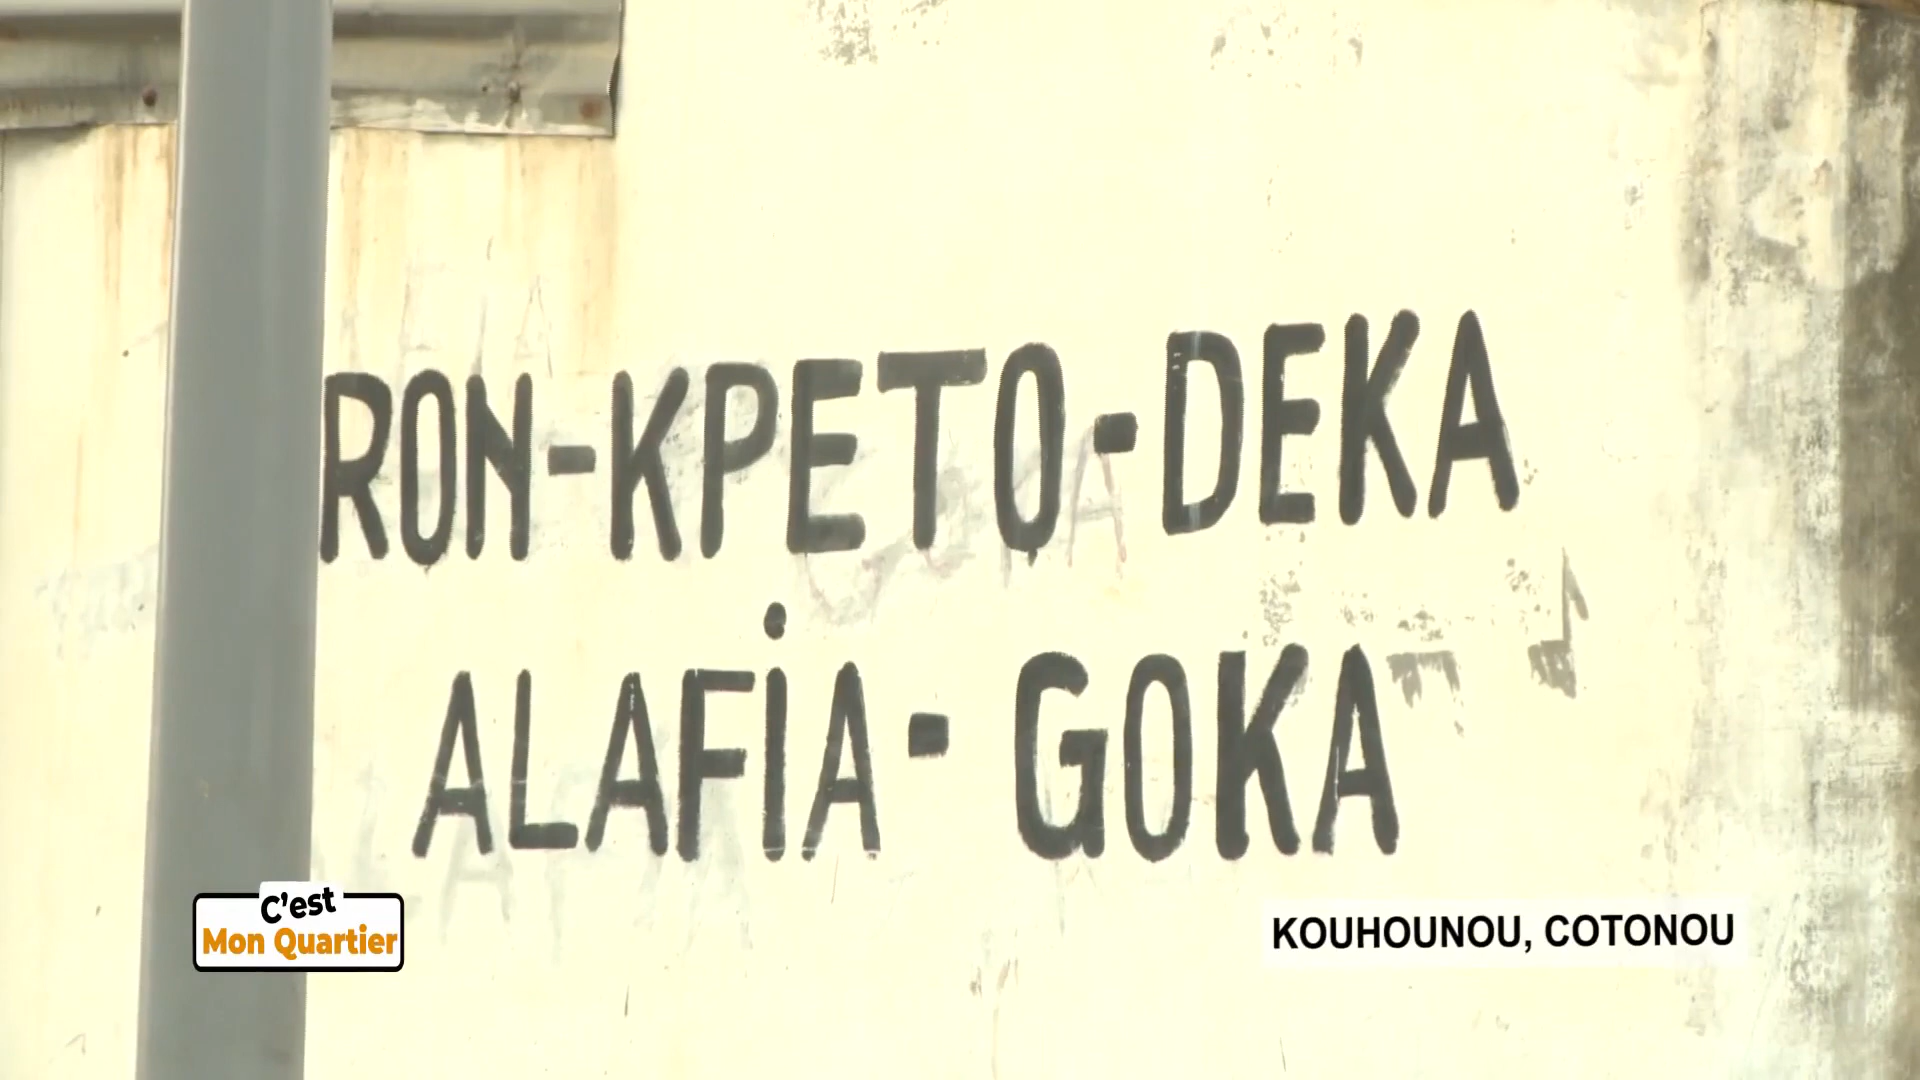 RON-KPETO-DEKA
ALAFIA- GOKA
C'est
Mon Quartier
KOUHOUNOU, COTONOU